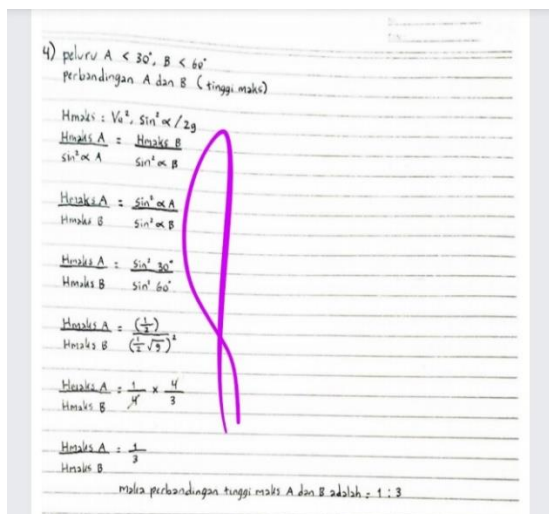 4) peluru A < 30°, B < 60°
perbandingan A dan B (tinggi maks)
Hmaks : Vo². sin² α / 2g
Hmaks A = Hmaks B
sin² α A sin² α B
Hmaks A = sin² α A
Hmaks B sin² α B
Hmaks A = sin² 30°
Hmaks B sin² 60°
Hmaks A = (1/2)
Hmaks B (1/2 √3)²
Hmaks A = 1/4 x 4/3
Hmaks B
Hmaks A = 1/3
Hmaks B
maka perbandingan tinggi maks A dan B adalah = 1 : 3